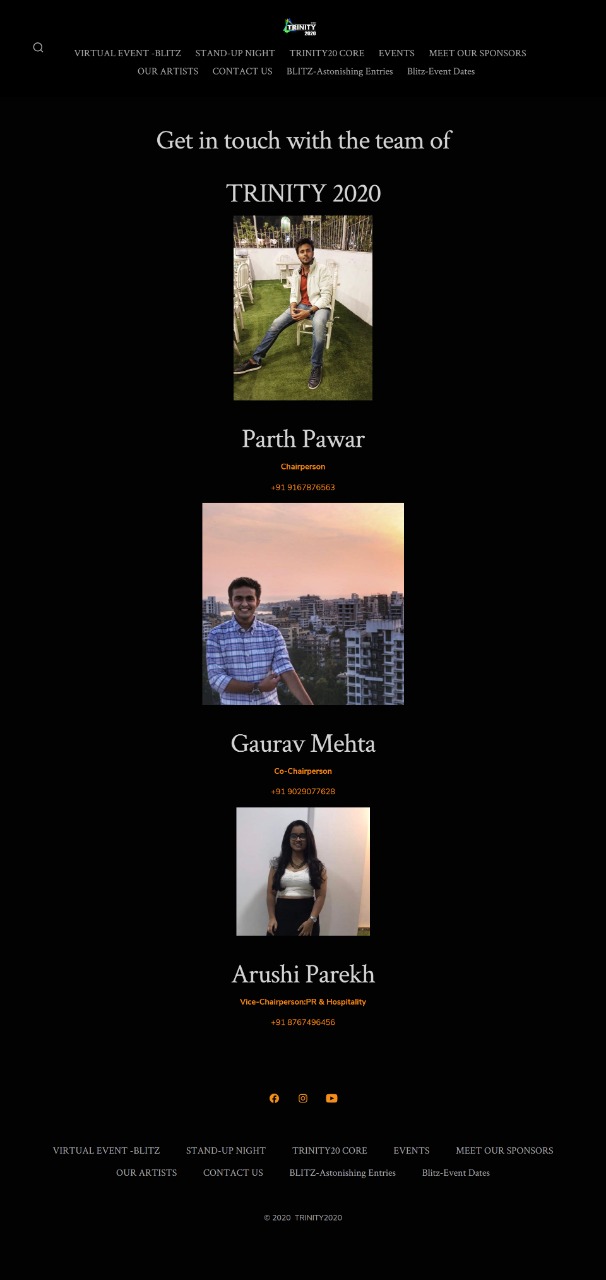 TRINITY
2020
VIRTUAL EVENT -BLITZ STAND-UP NIGHT TRINITY20 CORE EVENTS MEET OUR SPONSORS
OUR ARTISTS CONTACT US BLITZ-Astonishing Entries Blitz-Event Dates
Get in touch with the team of
TRINITY 2020
Parth Pawar
Chairperson
+91 9167876563
Gaurav Mehta
Co-Chairperson
+91 9029077628
Arushi Parekh
Vice-Chairperson:PR & Hospitality
+91 8767496456
VIRTUAL EVENT -BLITZ STAND-UP NIGHT TRINITY20 CORE EVENTS MEET OUR SPONSORS
OUR ARTISTS CONTACT US BLITZ-Astonishing Entries Blitz-Event Dates
© 2020 TRINITY2020